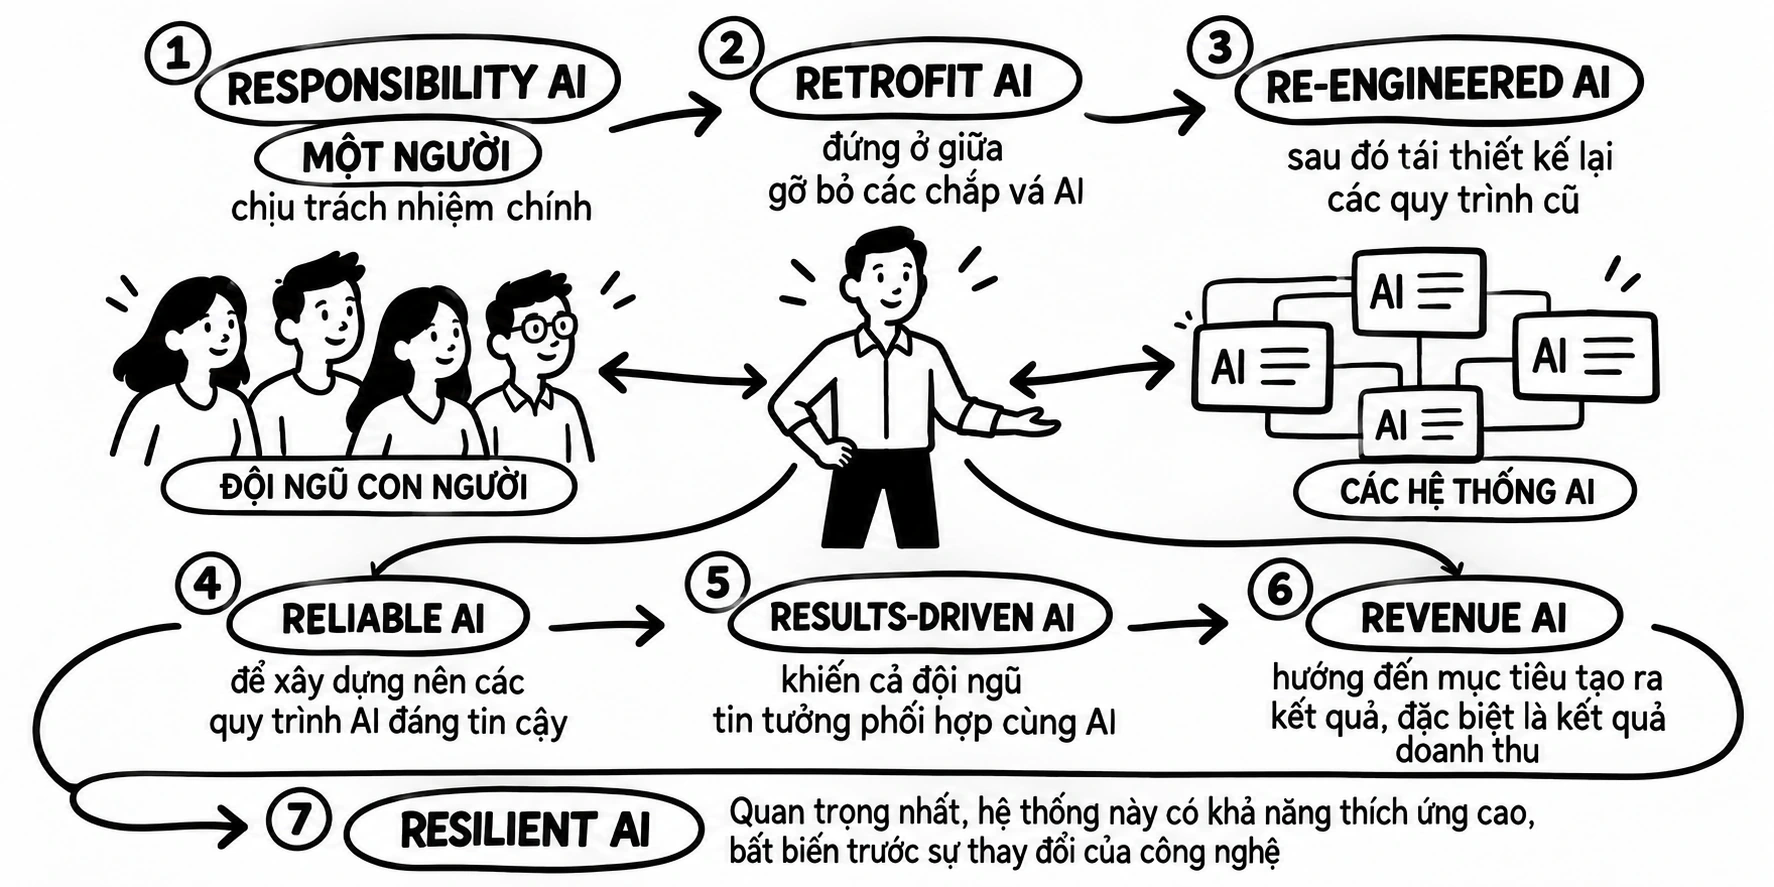 1
RESPONSIBILITY AI
MỘT NGƯỜI
chịu trách nhiệm chính
2
RETROFIT AI
đứng ở giữa
gỡ bỏ các chắp vá AI
3
RE-ENGINEERED AI
sau đó tái thiết kế lại
các quy trình cũ
ĐỘI NGŨ CON NGƯỜI
AI
AI
AI
AI
CÁC HỆ THỐNG AI
4
RELIABLE AI
để xây dựng nên các
quy trình AI đáng tin cậy
5
RESULTS-DRIVEN AI
khiến cả đội ngũ
tin tưởng phối hợp cùng AI
6
REVENUE AI
hướng đến mục tiêu tạo ra
kết quả, đặc biệt là kết quả
doanh thu
7
RESILIENT AI
Quan trọng nhất, hệ thống này có khả năng thích ứng cao,
bất biến trước sự thay đổi của công nghệ